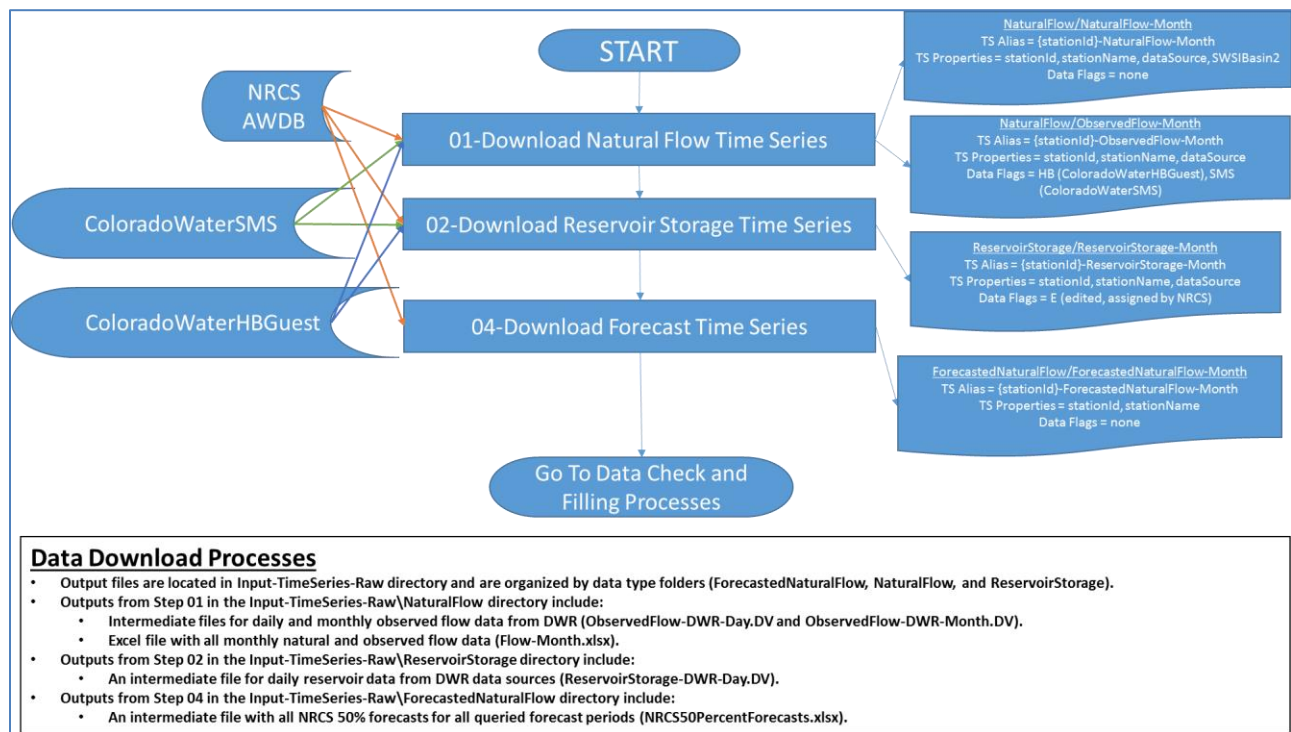 START
NRCS
AWDB
ColoradoWaterSMS
ColoradoWaterHBGuest
01-Download Natural Flow Time Series
02-Download Reservoir Storage Time Series
04-Download Forecast Time Series
Go To Data Check and
Filling Processes
NaturalFlow/NaturalFlow-Month
TS Alias = {stationId}-NaturalFlow-Month
TS Properties = stationId, stationName, dataSource, SWSIBasin2
Data Flags = none
NaturalFlow/ObservedFlow-Month
TS Alias = {stationId}-ObservedFlow-Month
TS Properties = stationId, stationName, dataSource
Data Flags = HB (ColoradoWaterHBGuest), SMS
(ColoradoWaterSMS)
ReservoirStorage/ReservoirStorage-Month
TS Alias = {stationId}-ReservoirStorage-Month
TS Properties = stationId, stationName, dataSource
Data Flags = E (edited, assigned by NRCS)
ForecastedNaturalFlow/ForecastedNaturalFlow-Month
TS Alias = {stationId}-ForecastedNaturalFlow-Month
TS Properties = stationId, stationName
Data Flags = none
Data Download Processes
• Output files are located in Input-TimeSeries-Raw directory and are organized by data type folders (ForecastedNaturalFlow, NaturalFlow, and ReservoirStorage).
• Outputs from Step 01 in the Input-TimeSeries-Raw\NaturalFlow directory include:
• Intermediate files for daily and monthly observed flow data from DWR (ObservedFlow-DWR-Day.DV and ObservedFlow-DWR-Month.DV).
• Excel file with all monthly natural and observed flow data (Flow-Month.xlsx).
• Outputs from Step 02 in the Input-TimeSeries-Raw\ReservoirStorage directory include:
• An intermediate file for daily reservoir data from DWR data sources (ReservoirStorage-DWR-Day.DV).
• Outputs from Step 04 in the Input-TimeSeries-Raw\ForecastedNaturalFlow directory include:
• An intermediate file with all NRCS 50% forecasts for all queried forecast periods (NRCS50PercentForecasts.xlsx).